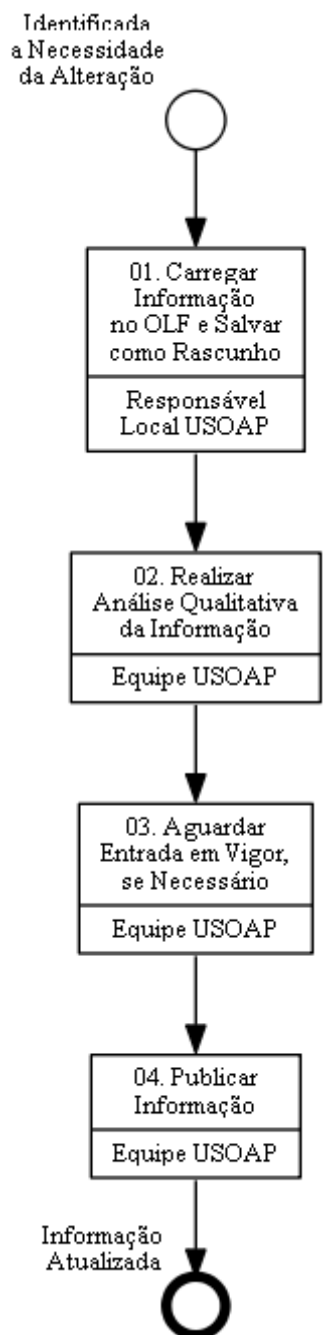 Identificada
a Necessidade
da Alteração
01. Carregar
Informação
no OLF e Salvar
como Rascunho
Responsável
Local USOAP
02. Realizar
Análise Qualitativa
da Informação
Equipe USOAP
03. Aguardar
Entrada em Vigor,
se Necessário
Equipe USOAP
04. Publicar
Informação
Equipe USOAP
Informação
Atualizada